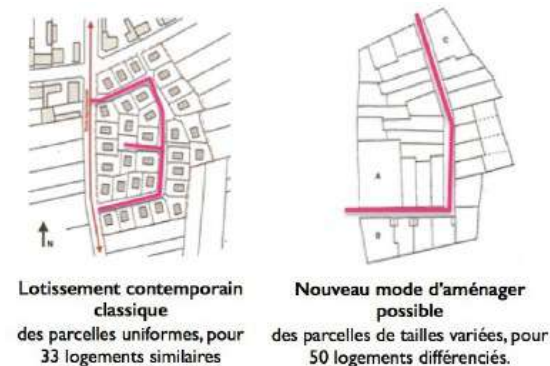 N
Lotissement contemporain
classique
des parcelles uniformes, pour
33 logements similaires
C
A
B
Nouveau mode d'aménager
possible
des parcelles de tailles variées, pour
50 logements différenciés.